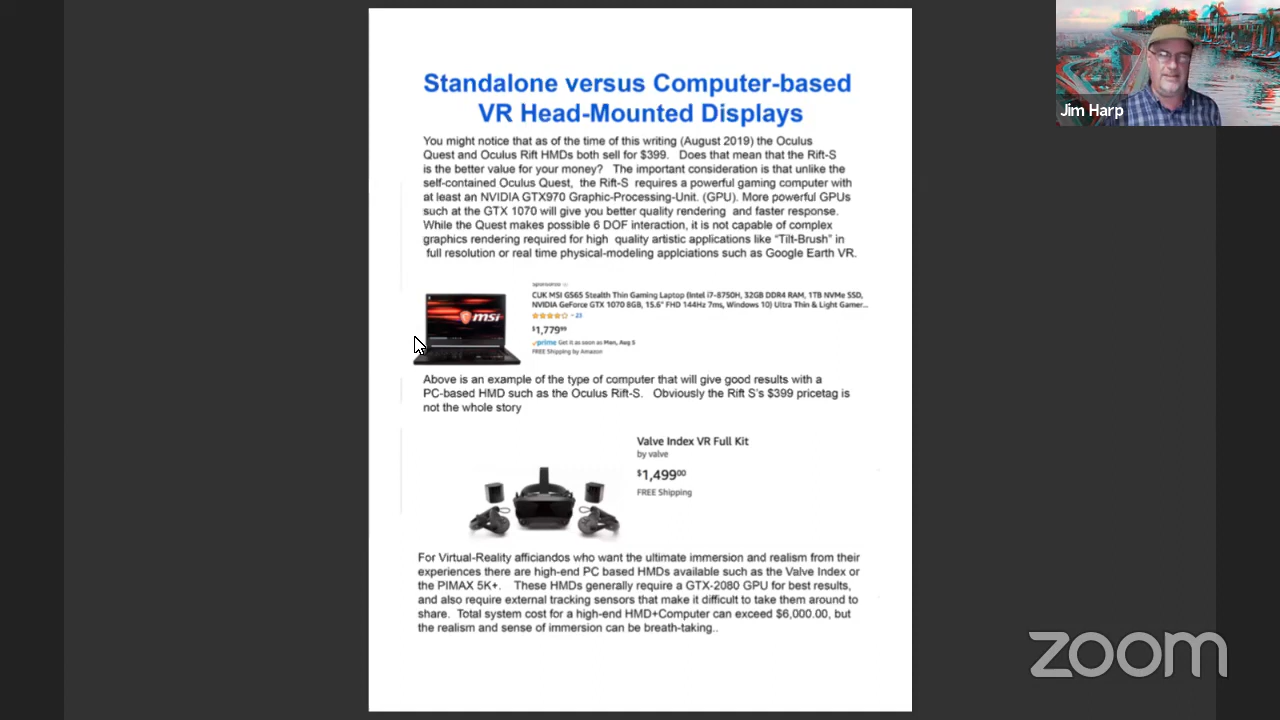 Standalone versus Computer-based
VR Head-Mounted Displays
You might notice that as of the time of this writing (August 2019) the Oculus
Quest and Oculus Rift HMDs both sell for $399. Does that mean that the Rift-S
is the better value for your money? The important consideration is that unlike the
self-contained Oculus Quest, the Rift-S requires a powerful gaming computer with
at least an NVIDIA GTX970 Graphic-Processing-Unit. (GPU). More powerful GPUs
such at the GTX 1070 will give you better quality rendering and faster response.
While the Quest makes possible 6 DOF interaction, it is not capable of complex
graphics rendering required for high quality artistic applications like “Tilt-Brush” in
full resolution or real time physical-modeling applciations such as Google Earth VR.
Sponsored
CUK MSI GS65 Stealth Thin Gaming Laptop (Intel i7-8750H, 32GB DDR4 RAM, 1TB NVMe SSD,
NVIDIA GeForce GTX 1070 8GB, 15.6" FHD 144Hz 7ms, Windows 10) Ultra Thin & Light Gamer...
23
$1,779⁹⁹
prime Get it as soon as Mon, Aug 5
FREE Shipping by Amazon
msi
Above is an example of the type of computer that will give good results with a
PC-based HMD such as the Oculus Rift-S. Obviously the Rift S's $399 pricetag is
not the whole story
Valve Index VR Full Kit
by valve
$1,499⁰⁰
FREE Shipping
For Virtual-Reality afficiandos who want the ultimate immersion and realism from their
experiences there are high-end PC based HMDs available such as the Valve Index or
the PIMAX 5K+. These HMDs generally require a GTX-2080 GPU for best results,
and also require external tracking sensors that make it difficult to take them around to
share. Total system cost for a high-end HMD+Computer can exceed $6,000.00, but
the realism and sense of immersion can be breath-taking..
Jim Harp
zoom